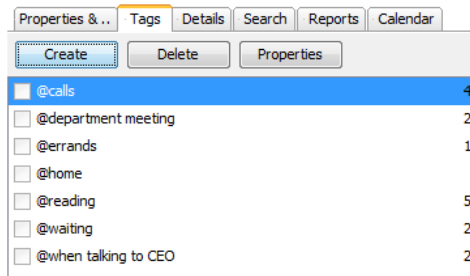 Properties & .. Tags Details Search Reports Calendar
Create Delete Properties
@calls 4
@department meeting 2
@errands 1
@home
@reading 5
@waiting 2
@when talking to CEO 2